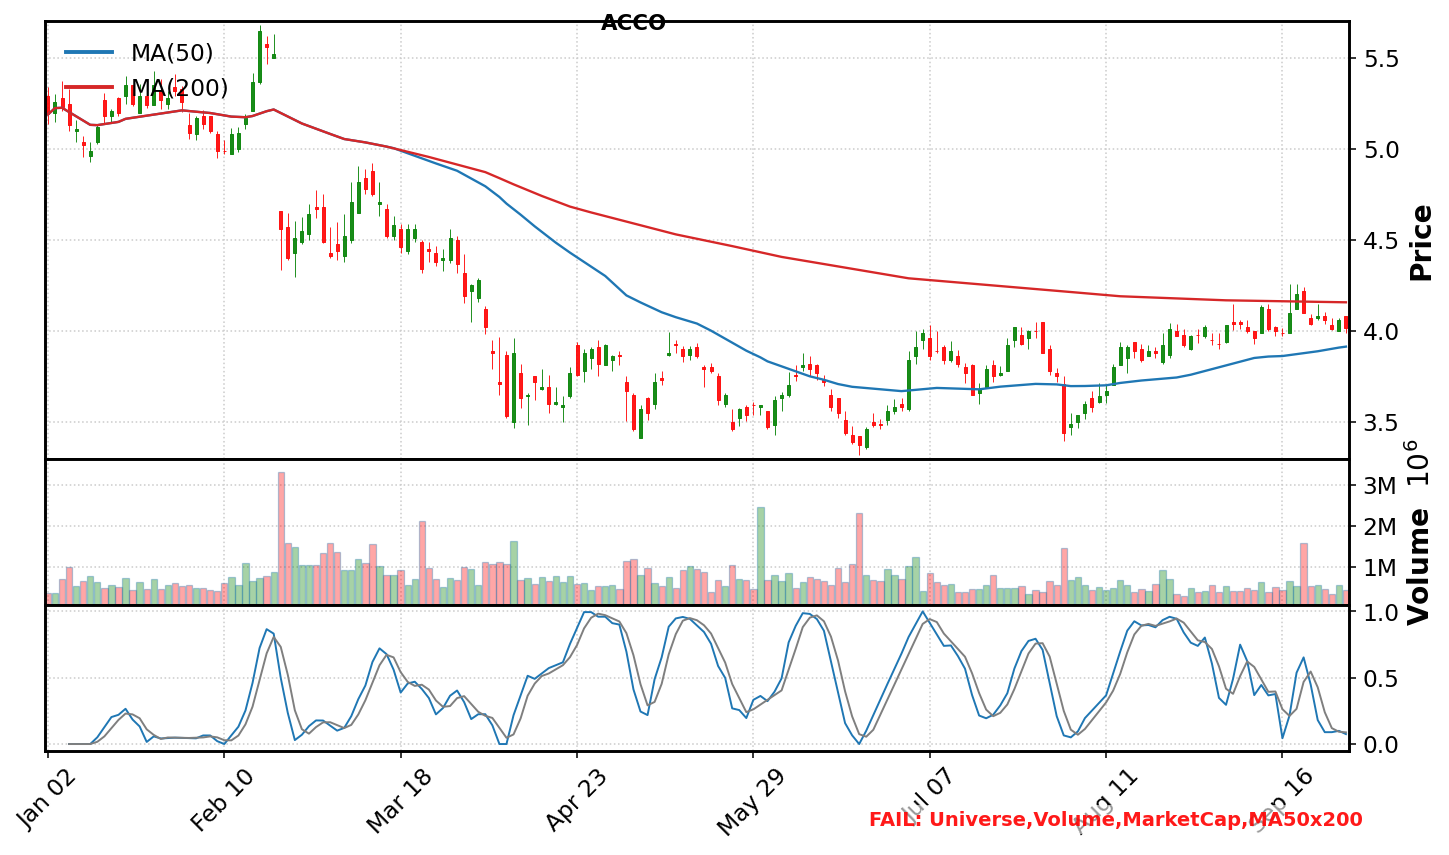 ACCO
MA(50)
MA(200)
5.5
5.0
4.5
4.0
3.5
Price
3M
2M
1M
Volume 10⁶
1.0
0.5
0.0
Jan 02
Feb 10
Mar 18
Apr 23
May 29
Jul 07
Aug 11
Sep 16
FAIL: Universe,Volume,MarketCap,MA50x200